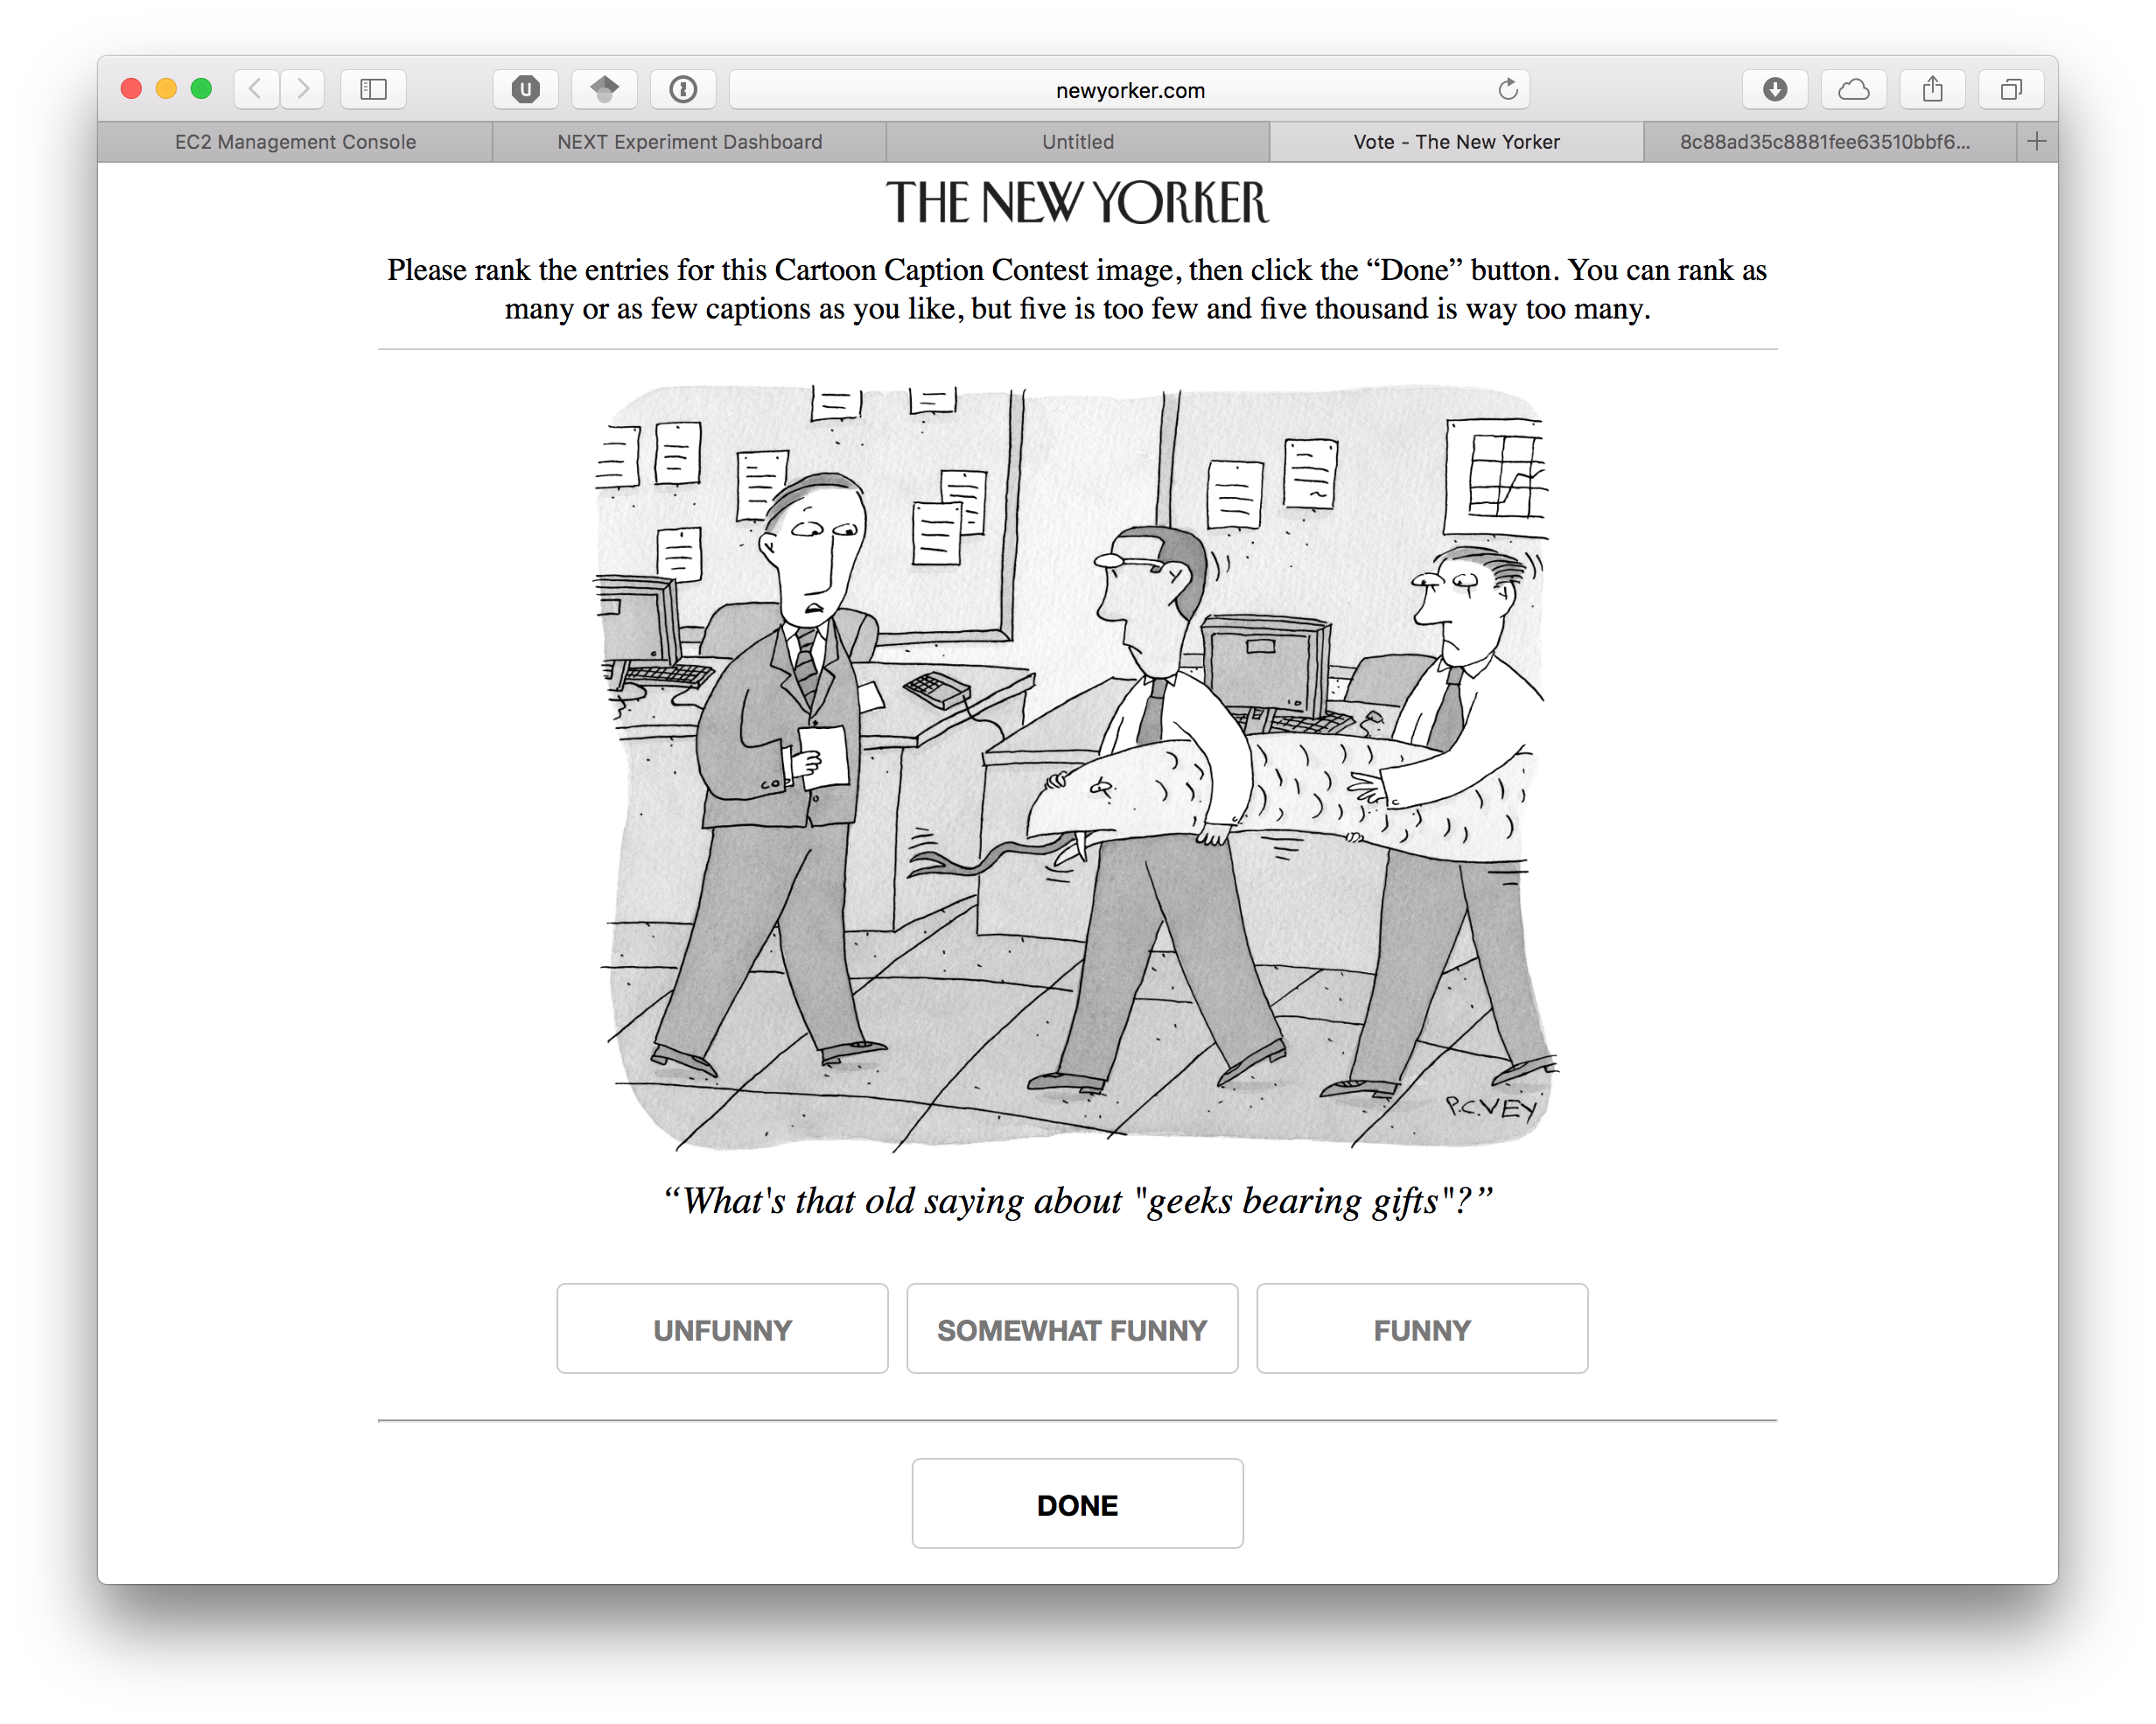 newyorker.com
EC2 Management Console
NEXT Experiment Dashboard
Untitled
Vote - The New Yorker
8c88ad35c8881fee63510bbf6...
THE NEW YORKER
Please rank the entries for this Cartoon Caption Contest image, then click the “Done” button. You can rank as
many or as few captions as you like, but five is too few and five thousand is way too many.
P.C.VEY
“What's that old saying about "geeks bearing gifts"?”
UNFUNNY
SOMEWHAT FUNNY
FUNNY
DONE